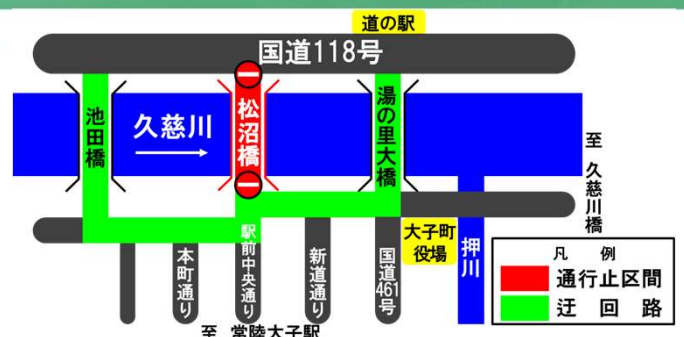 道の駅
国道118号
池田橋
久慈川
松沼橋
湯の里大橋
至 久慈川橋
本町通り
駅前中央通り
新道通り
国道461号
大子町
役場
押川
凡 例
通行止区間
迂 回 路
至 常陸大子駅